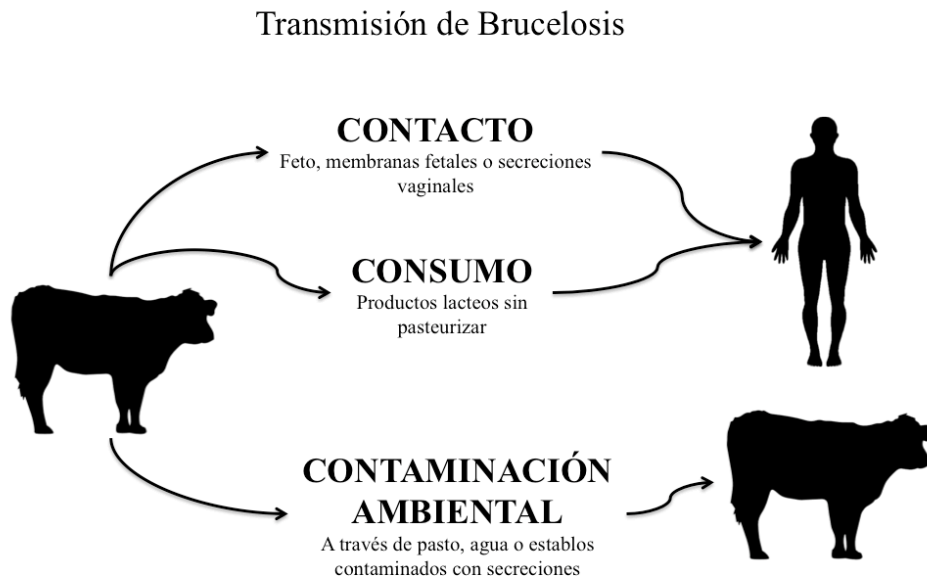 Transmisión de Brucelosis
CONTACTO
Feto, membranas fetales o secreciones
vaginales
CONSUMO
Productos lacteos sin
pasteurizar
CONTAMINACIÓN
AMBIENTAL
A través de pasto, agua o establos
contaminados con secreciones